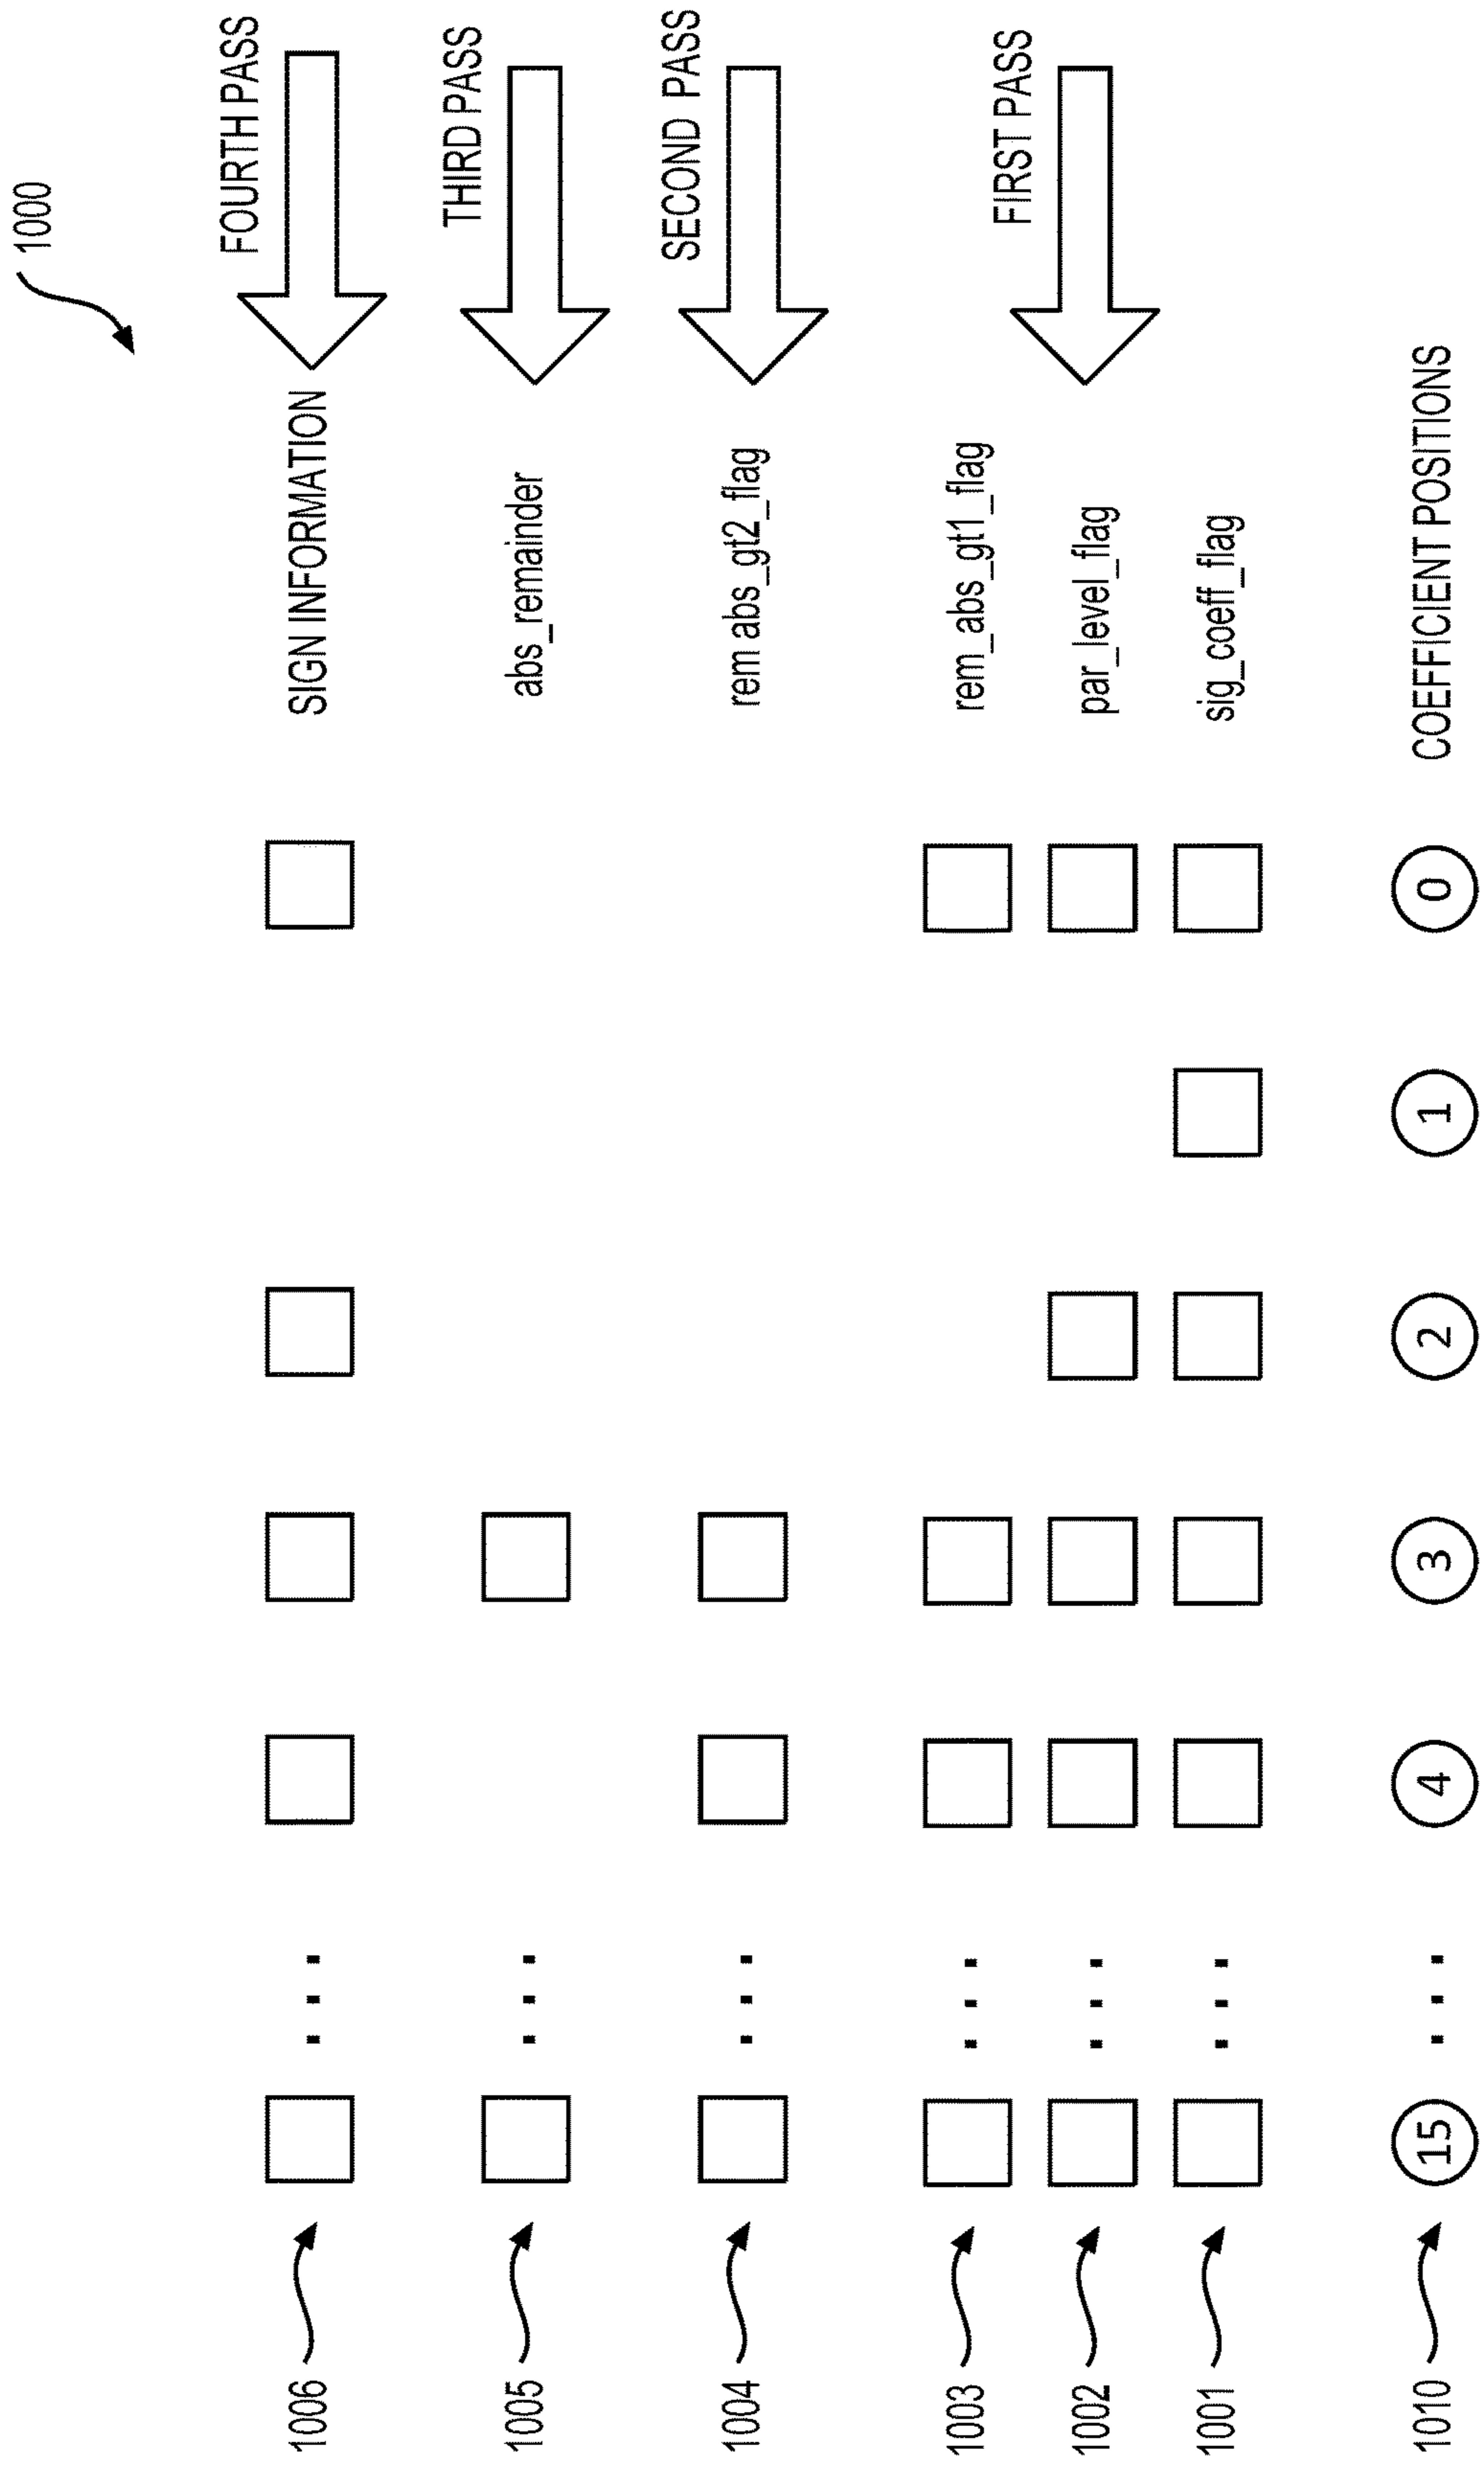 1000
1006
SIGN INFORMATION
FOURTH PASS
1005
abs_remainder
THIRD PASS
1004
rem abs_gt2_flag
SECOND PASS
1003
rem_abs_gt1_flag
FIRST PASS
1002
par_level_flag
1001
sig_coeff_flag
1010
15 ... 4 3 2 1 0
COEFFICIENT POSITIONS